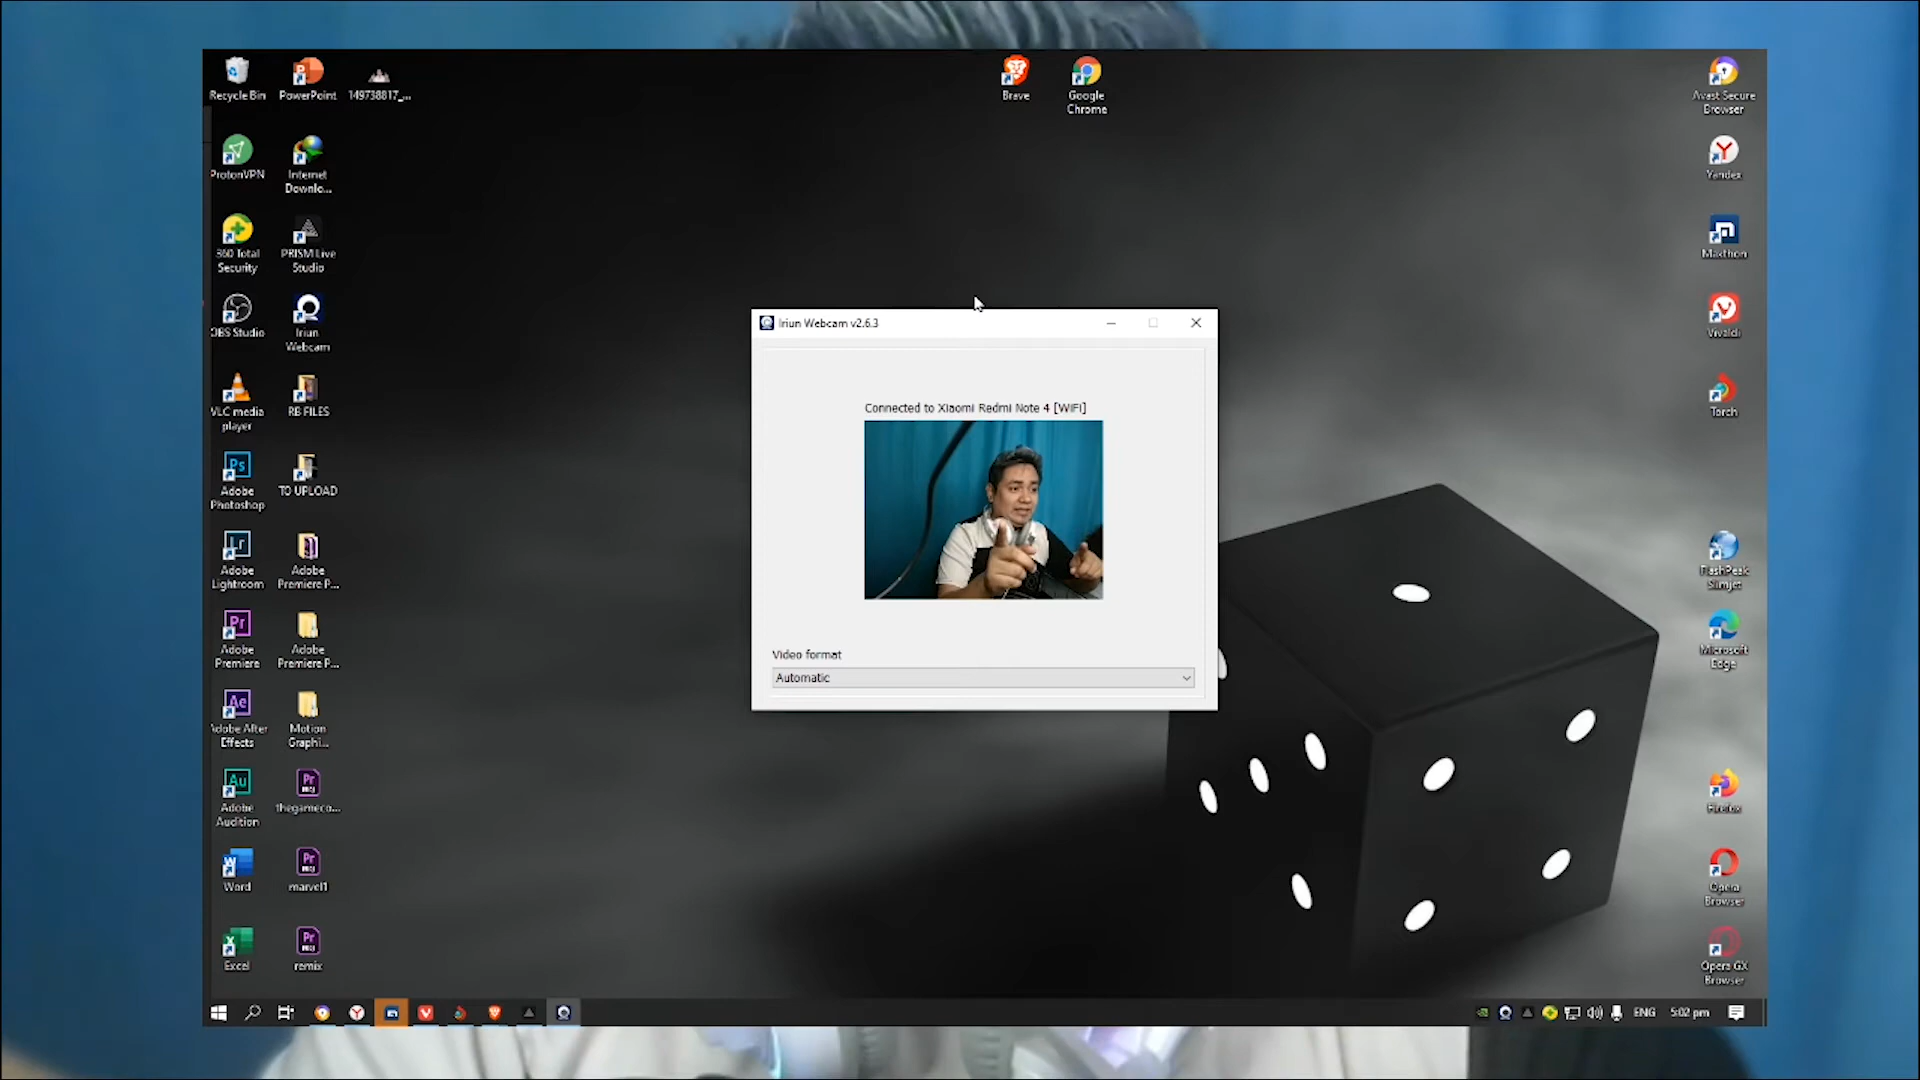 Recycle Bin
PowerPoint
149738817_...
Brave
Google
Chrome
Avast Secure
Browser
ProtonVPN
Internet
Downlo...
Yandex
360 Total
Security
PRISM Live
Studio
Maxthon
OBS Studio
Iriun
Webcam
Vivaldi
VLC media
player
RB FILES
Torch
Adobe
Photoshop
TO UPLOAD
Adobe
Lightroom
Adobe
Premiere P...
FlashPeak
Slimjet
Adobe
Premiere
Adobe
Premiere P...
Microsoft
Edge
Adobe After
Effects
Motion
Graphi...
Adobe
Audition
thegameco...
Firefox
Word
marvel1
Opera
Browser
Excel
remix
Opera GX
Browser
Iriun Webcam v2.6.3
Connected to Xiaomi Redmi Note 4 [WiFi]
Video format
Automatic
ENG
5:02 pm